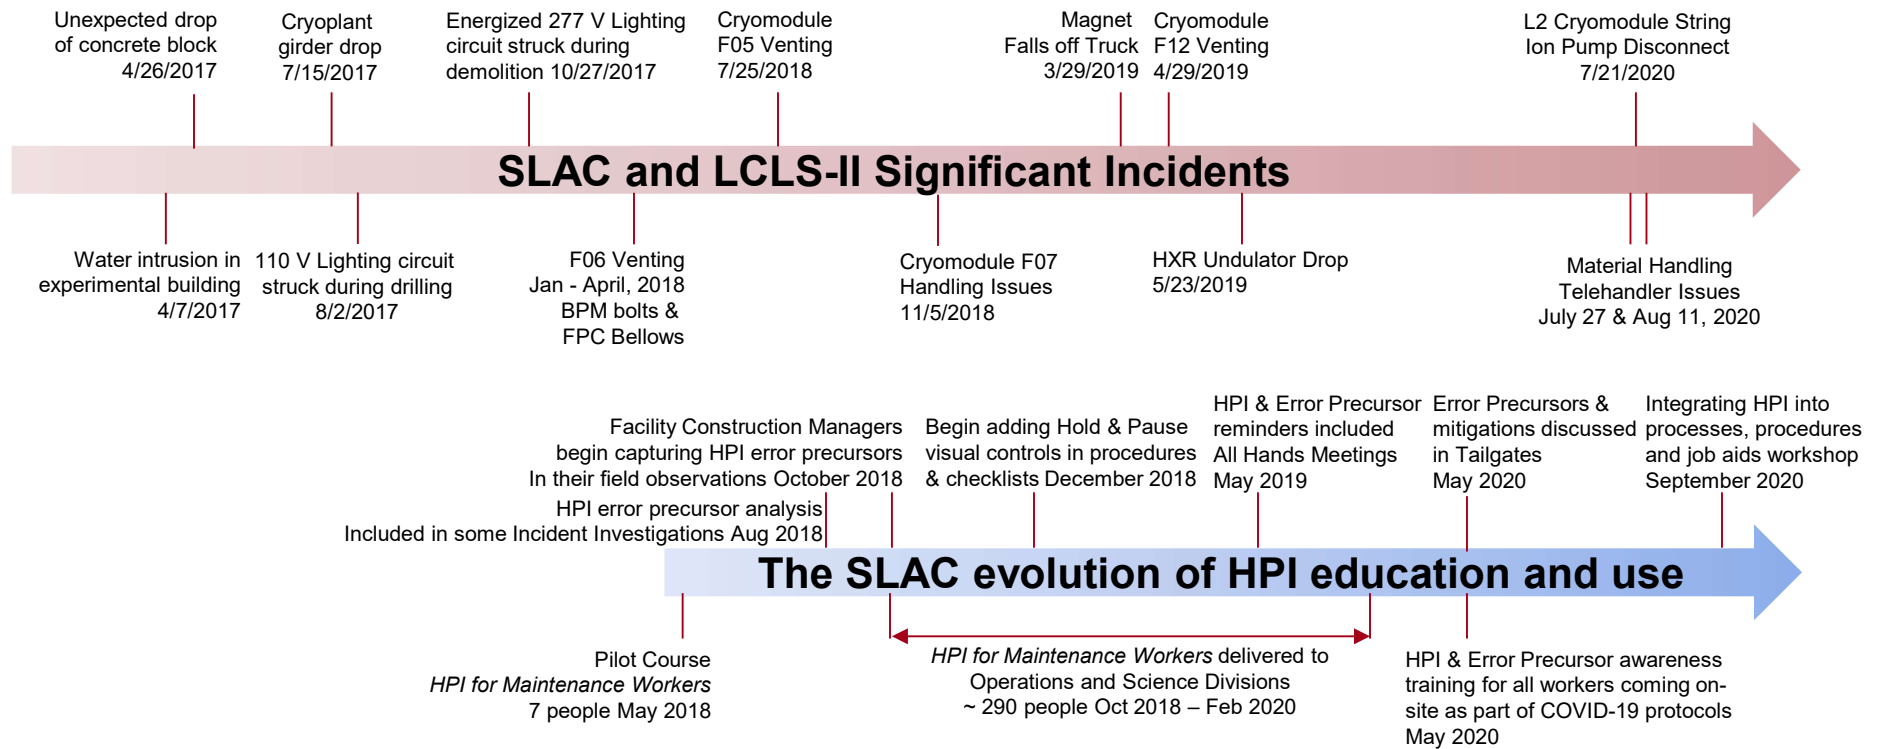 Unexpected drop
of concrete block
4/26/2017
Cryoplant
girder drop
7/15/2017
Energized 277 V Lighting
circuit struck during
demolition 10/27/2017
Cryomodule
F05 Venting
7/25/2018
Magnet
Falls off Truck
3/29/2019
Cryomodule
F12 Venting
4/29/2019
L2 Cryomodule String
Ion Pump Disconnect
7/21/2020
SLAC and LCLS-II Significant Incidents
Water intrusion in
experimental building
4/7/2017
110 V Lighting circuit
struck during drilling
8/2/2017
F06 Venting
Jan - April, 2018
BPM bolts &
FPC Bellows
Cryomodule F07
Handling Issues
11/5/2018
HXR Undulator Drop
5/23/2019
Material Handling
Telehandler Issues
July 27 & Aug 11, 2020
Facility Construction Managers
begin capturing HPI error precursors
In their field observations October 2018
HPI error precursor analysis
Included in some Incident Investigations Aug 2018
Begin adding Hold & Pause
visual controls in procedures
& checklists December 2018
HPI & Error Precursor
reminders included
All Hands Meetings
May 2019
Error Precursors &
mitigations discussed
in Tailgates
May 2020
Integrating HPI into
processes, procedures
and job aids workshop
September 2020
The SLAC evolution of HPI education and use
Pilot Course
HPI for Maintenance Workers
7 people May 2018
HPI for Maintenance Workers delivered to
Operations and Science Divisions
~ 290 people Oct 2018 – Feb 2020
HPI & Error Precursor awareness
training for all workers coming on-
site as part of COVID-19 protocols
May 2020